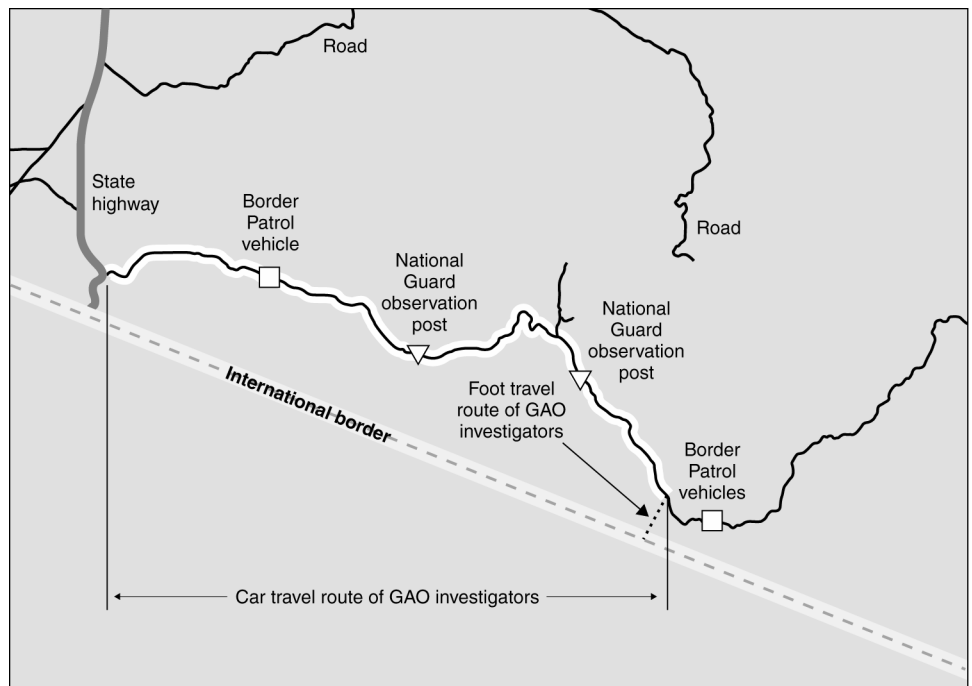 Road
State
highway
Border
Patrol
vehicle
Road
National
Guard
observation
post
National
Guard
observation
post
International border
Foot travel
route of GAO
investigators
Border
Patrol
vehicles
Car travel route of GAO investigators